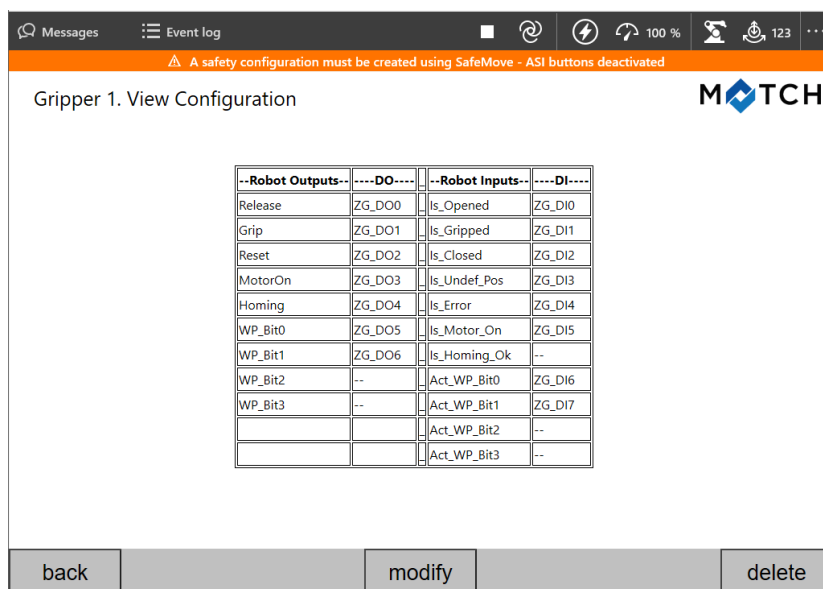 Messages Event log 100 % 123 ...
A safety configuration must be created using SafeMove - ASI buttons deactivated
Gripper 1. View Configuration MATCH
--Robot Outputs-- ----DO---- _ --Robot Inputs-- ----DI----
Release ZG_DO0 _ Is_Opened ZG_DI0
Grip ZG_DO1 _ Is_Gripped ZG_DI1
Reset ZG_DO2 _ Is_Closed ZG_DI2
MotorOn ZG_DO3 _ Is_Undef_Pos ZG_DI3
Homing ZG_DO4 _ Is_Error ZG_DI4
WP_Bit0 ZG_DO5 _ Is_Motor_On ZG_DI5
WP_Bit1 ZG_DO6 _ Is_Homing_Ok --
WP_Bit2 -- _ Act_WP_Bit0 ZG_DI6
WP_Bit3 -- _ Act_WP_Bit1 ZG_DI7
_ Act_WP_Bit2 --
_ Act_WP_Bit3 --
back modify delete